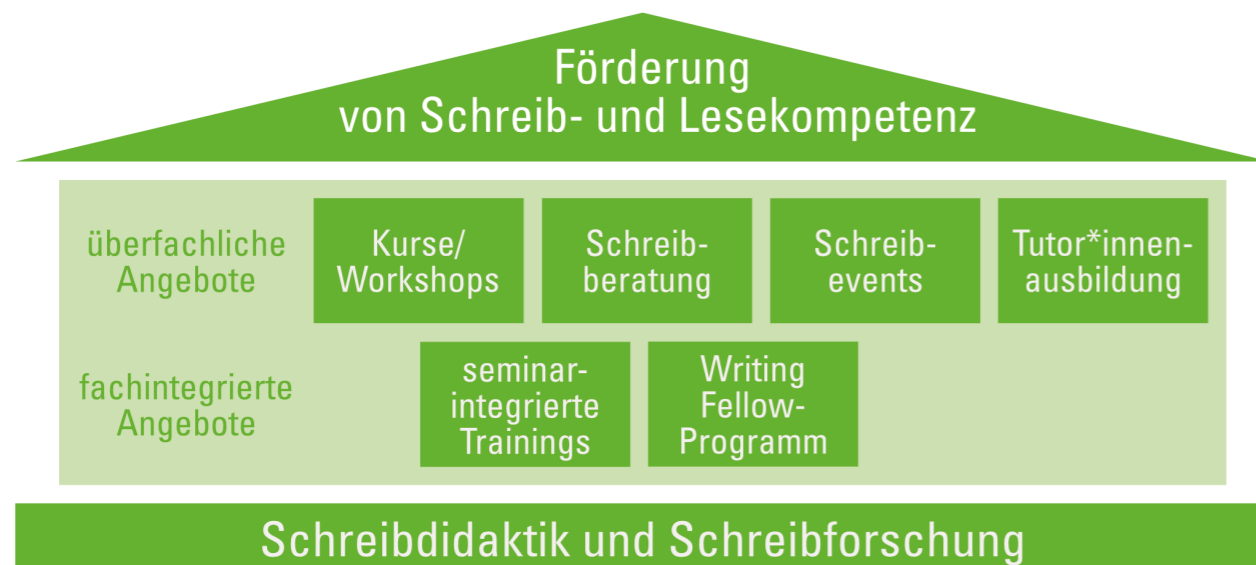 Förderung
von Schreib- und Lesekompetenz
überfachliche
Angebote
Kurse/
Workshops
Schreib-
beratung
Schreib-
events
Tutor*innen-
ausbildung
fachintegrierte
Angebote
seminar-
integrierte
Trainings
Writing
Fellow-
Programm
Schreibdidaktik und Schreibforschung